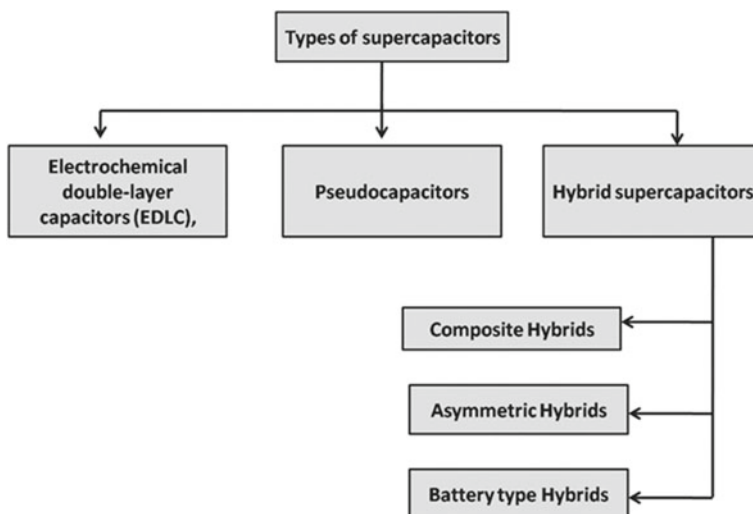 Types of supercapacitors
Electrochemical
double-layer
capacitors (EDLC),
Pseudocapacitors
Hybrid supercapacitors
Composite Hybrids
Asymmetric Hybrids
Battery type Hybrids